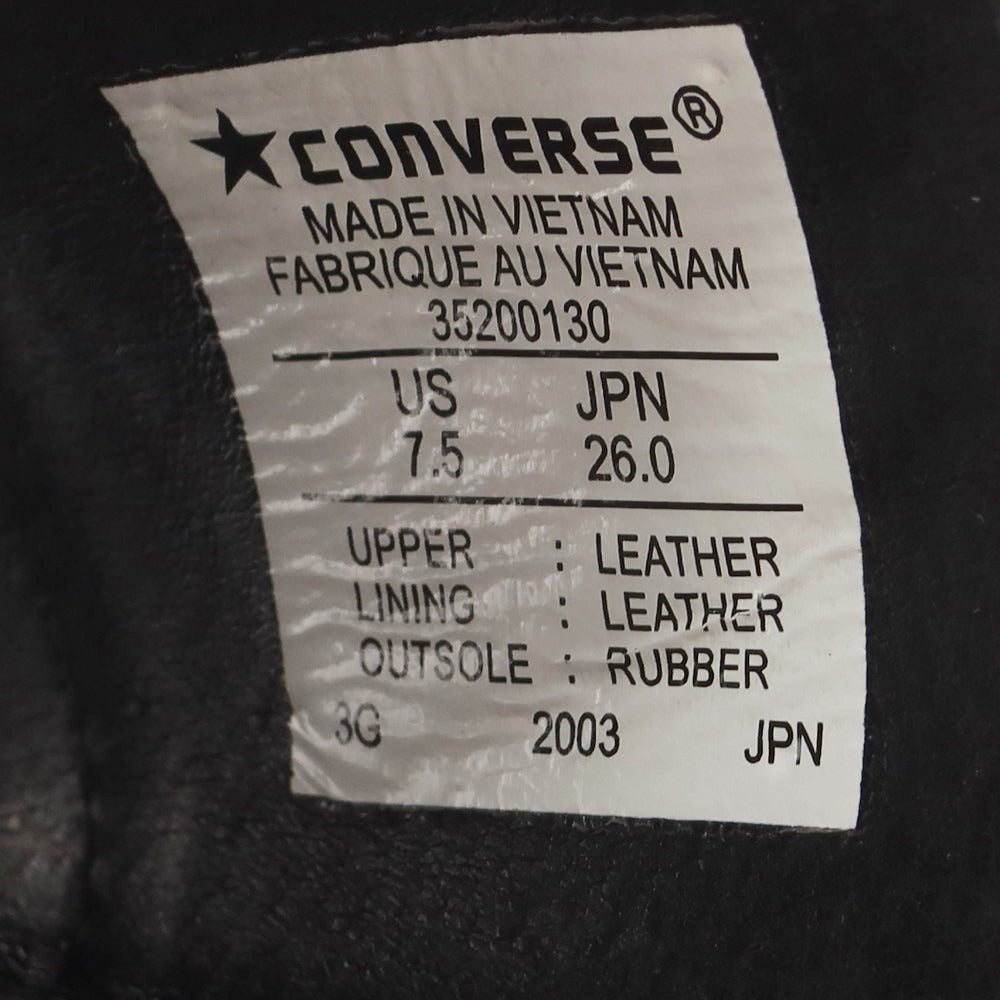 ★CONVERSE®
MADE IN VIETNAM
FABRIQUE AU VIETNAM
35200130
US JPN
7.5 26.0
UPPER : LEATHER
LINING : LEATHER
OUTSOLE : RUBBER
3G 2003 JPN